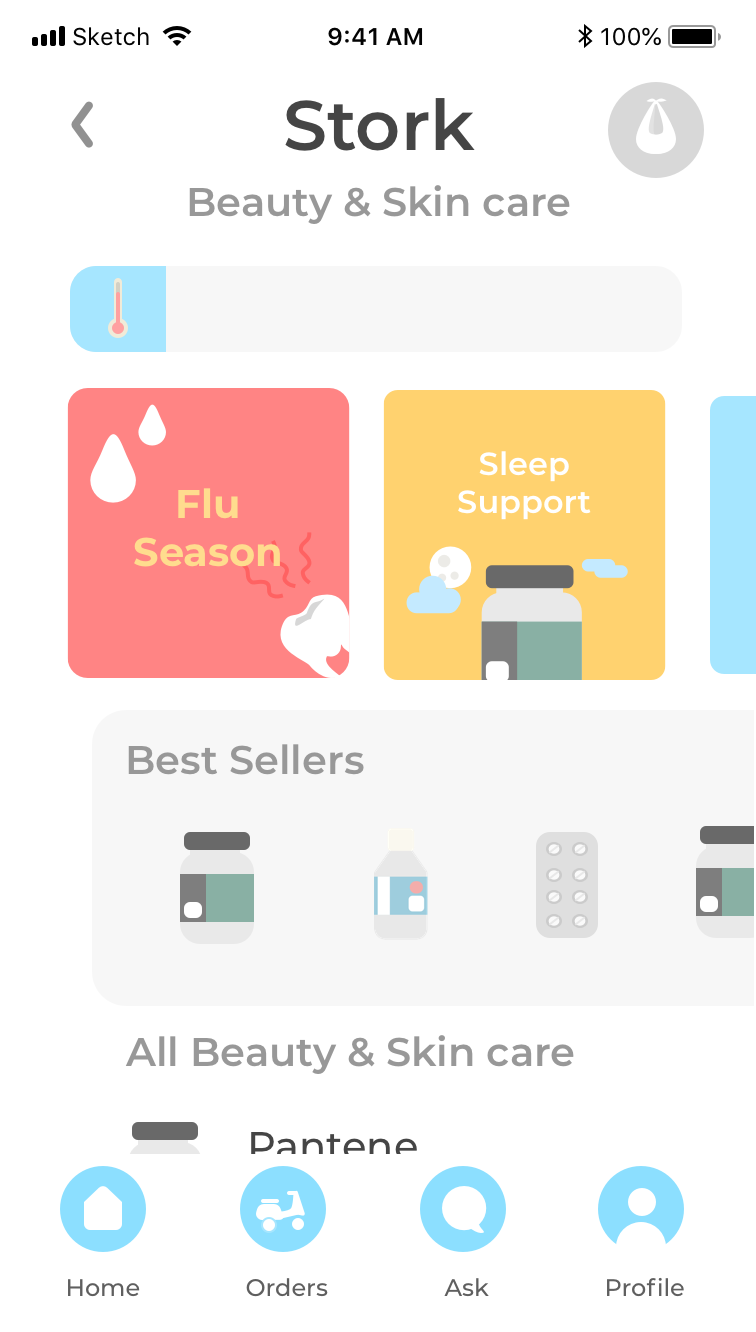 Sketch 9:41 AM 100%
Stork
Beauty & Skin care
Flu
Season
Sleep
Support
Best Sellers
All Beauty & Skin care
Pantene
Home Orders Ask Profile